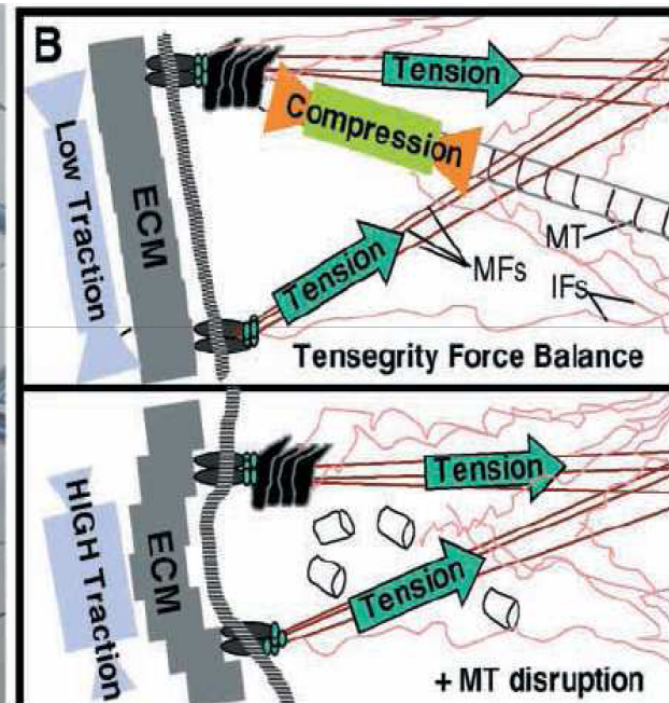 B
Tension
Compression
Low Traction
ECM
MT
MFs
Tension
IFs
Tensegrity Force Balance
Tension
HIGH Traction
ECM
Tension
+ MT disruption